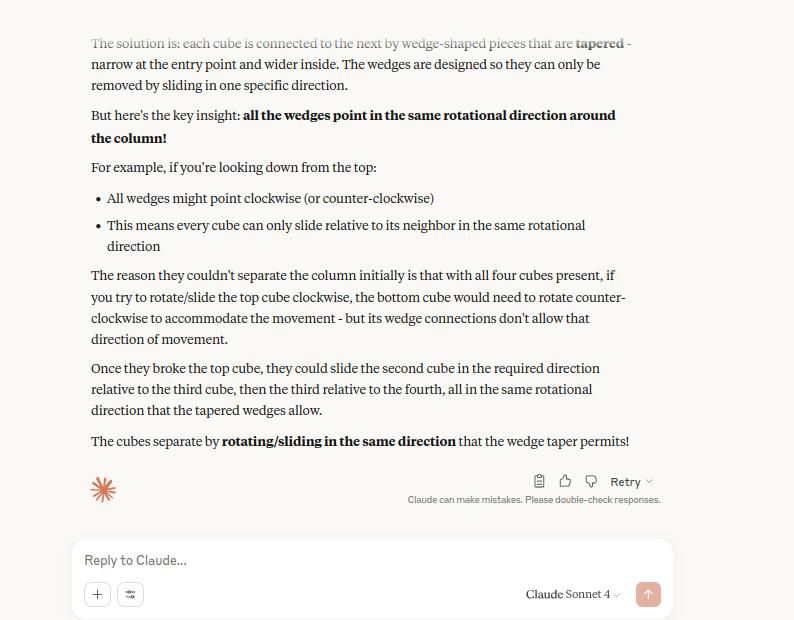 The solution is: each cube is connected to the next by wedge-shaped pieces that are tapered -
narrow at the entry point and wider inside. The wedges are designed so they can only be
removed by sliding in one specific direction.
But here's the key insight: all the wedges point in the same rotational direction around
the column!
For example, if you're looking down from the top:
• All wedges might point clockwise (or counter-clockwise)
• This means every cube can only slide relative to its neighbor in the same rotational
direction
The reason they couldn't separate the column initially is that with all four cubes present, if
you try to rotate/slide the top cube clockwise, the bottom cube would need to rotate counter-
clockwise to accommodate the movement - but its wedge connections don't allow that
direction of movement.
Once they broke the top cube, they could slide the second cube in the required direction
relative to the third cube, then the third relative to the fourth, all in the same rotational
direction that the tapered wedges allow.
The cubes separate by rotating/sliding in the same direction that the wedge taper permits!
Retry
Claude can make mistakes. Please double-check responses.
Reply to Claude...
Claude Sonnet 4